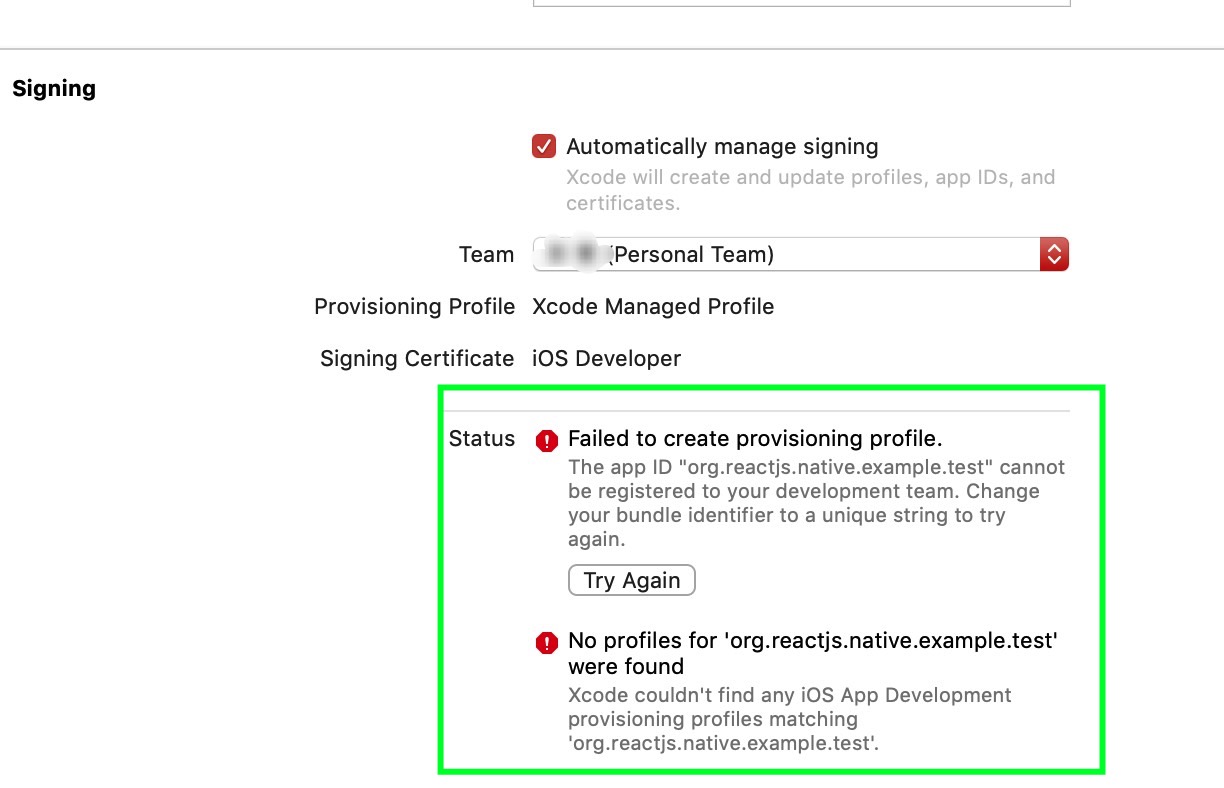 Signing
Automatically manage signing
Xcode will create and update profiles, app IDs, and
certificates.
Team (Personal Team)
Provisioning Profile Xcode Managed Profile
Signing Certificate iOS Developer
Status Failed to create provisioning profile.
The app ID "org.reactjs.native.example.test" cannot
be registered to your development team. Change
your bundle identifier to a unique string to try
again.
Try Again
No profiles for 'org.reactjs.native.example.test'
were found
Xcode couldn't find any iOS App Development
provisioning profiles matching
'org.reactjs.native.example.test'.